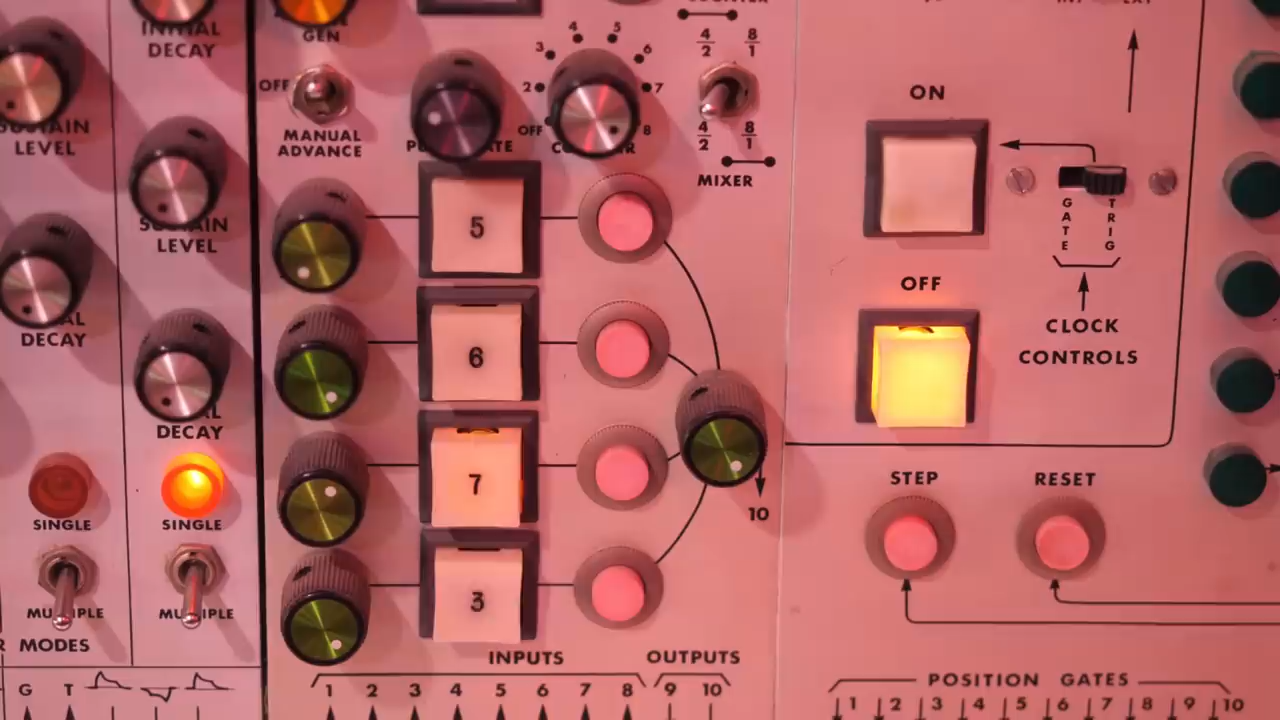 INITIAL
DECAY
SUSTAIN
LEVEL
SUSTAIN
LEVEL
DECAY
DECAY
SINGLE
SINGLE
MULTIPLE
MULTIPLE
MODES
G T
GEN
OFF
MANUAL
ADVANCE
OFF 2 3 4 5 6 7 8
4/2 8/1
4/2 8/1
MIXER
5
6
7
3
10
INPUTS
OUTPUTS
1 2 3 4 5 6 7 8 9 10
ON
OFF
GATE
TRIG
CLOCK
CONTROLS
STEP
RESET
POSITION GATES
1 2 3 4 5 6 7 8 9 10